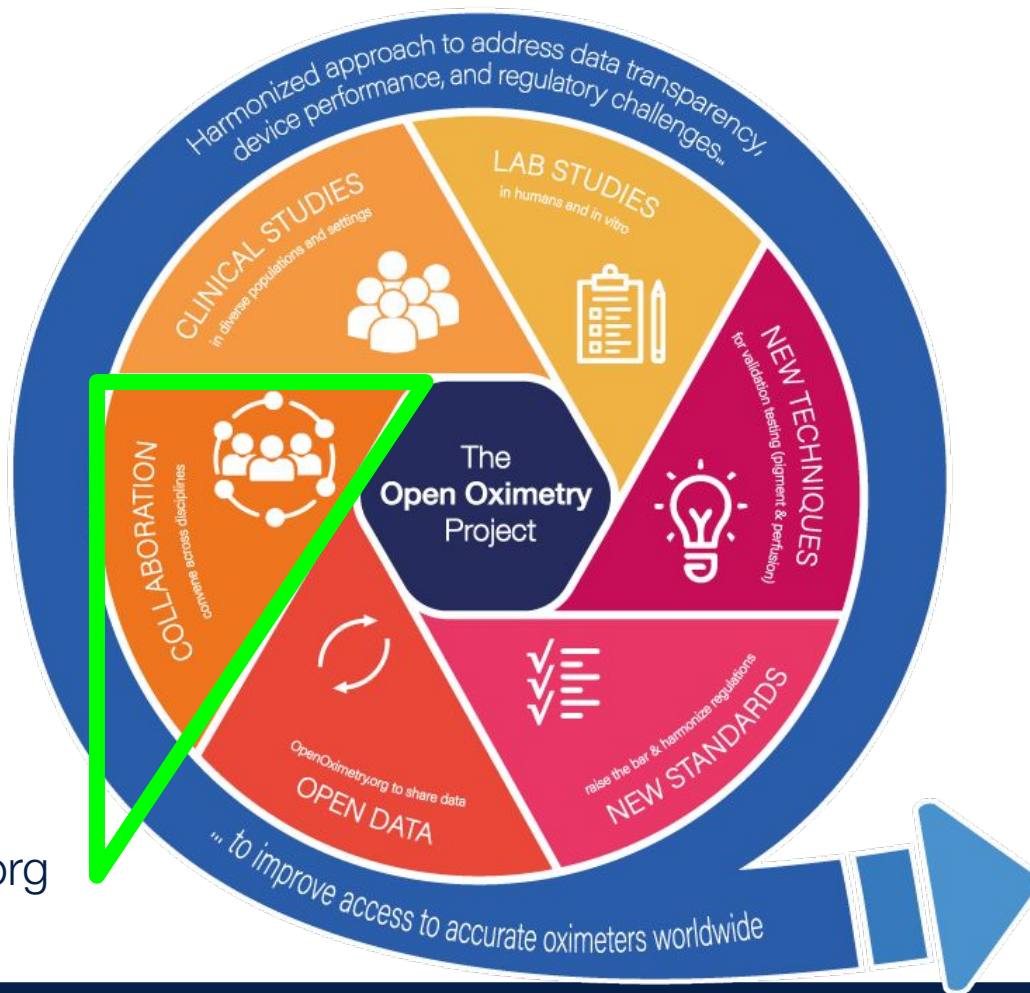 Harmonized approach to address data transparency,
device performance, and regulatory challenges...
CLINICAL STUDIES
in diverse populations and settings
LAB STUDIES
in humans and in vitro
NEW TECHNIQUES
for validation testing (pigment & perfusion)
COLLABORATION
convene across disciplines
The
Open Oximetry
Project
raise the bar & harmonize regulations
NEW STANDARDS
OpenOximetry.org to share data
OPEN DATA
org
... to improve access to accurate oximeters worldwide